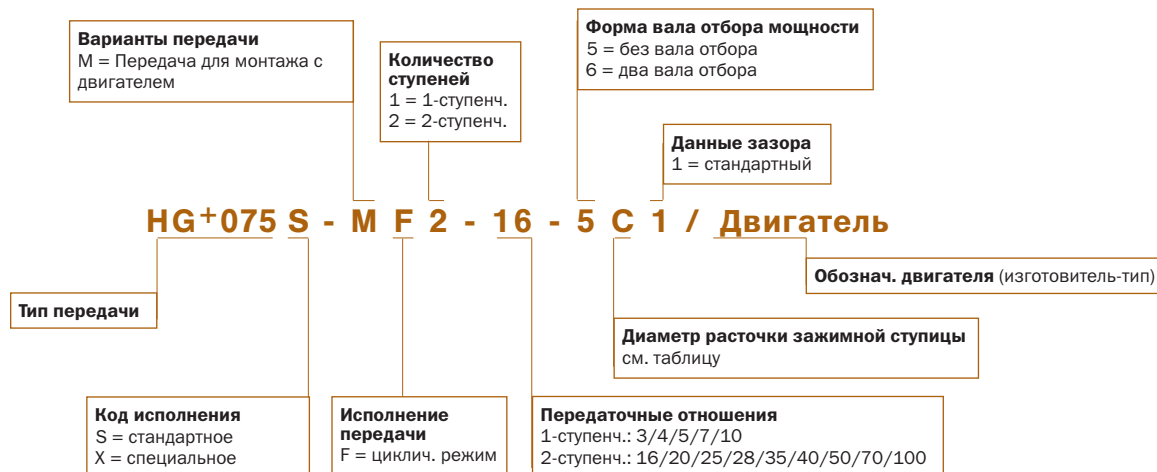 Варианты передачи
M = Передача для монтажа с
двигателем
Количество
ступеней
1 = 1-ступенч.
2 = 2-ступенч.
Форма вала отбора мощности
5 = без вала отбора
6 = два вала отбора
Данные зазора
1 = стандартный
HG+075 S - M F 2 - 16 - 5 C 1 / Двигатель
Обознач. двигателя (изготовитель-тип)
Тип передачи
Диаметр расточки зажимной ступицы
см. таблицу
Код исполнения
S = стандартное
X = специальное
Исполнение
передачи
F = циклич. режим
Передаточные отношения
1-ступенч.: 3/4/5/7/10
2-ступенч.: 16/20/25/28/35/40/50/70/100